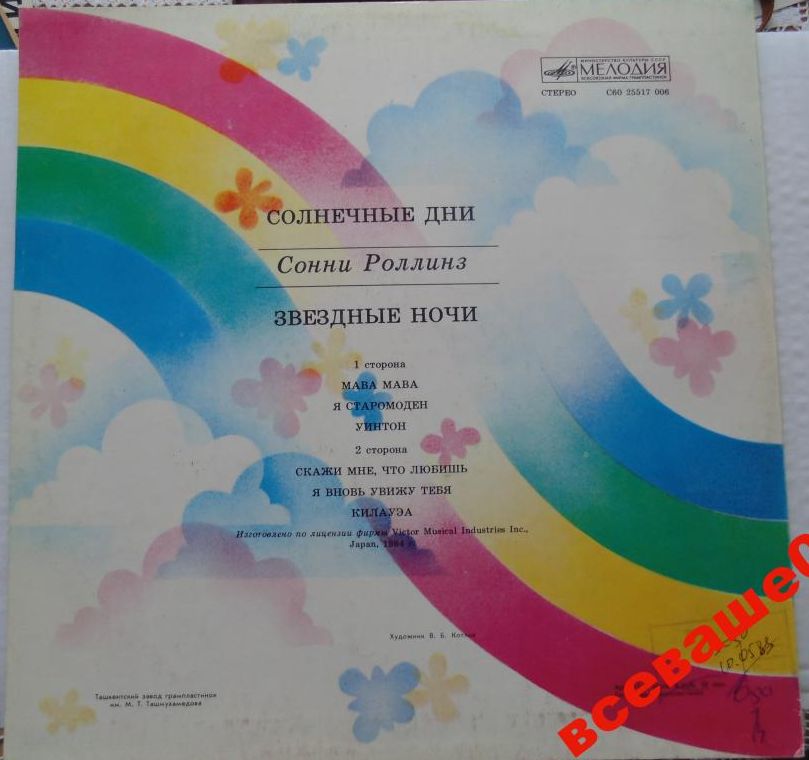 МИНИСТЕРСТВО КУЛЬТУРЫ СССР
МЕЛОДИЯ
ВСЕСОЮЗНАЯ ФИРМА ГРАМПЛАСТИНОК
СТЕРЕО С60 25517 006
СОЛНЕЧНЫЕ ДНИ
Сонни Роллинз
ЗВЕЗДНЫЕ НОЧИ
1 сторона
МАВА МАВА
Я СТАРОМОДЕН
УИНТОН
2 сторона
СКАЖИ МНЕ, ЧТО ЛЮБИШЬ
Я ВНОВЬ УВИЖУ ТЕБЯ
КИЛАУЭА
Изготовлено по лицензии фирмы Victor Musical Industries Inc.,
Japan, 1984
Художник В. Б.
Ташкентский завод грампластинок
им. М. Т. Ташмухамедова
всеваше0